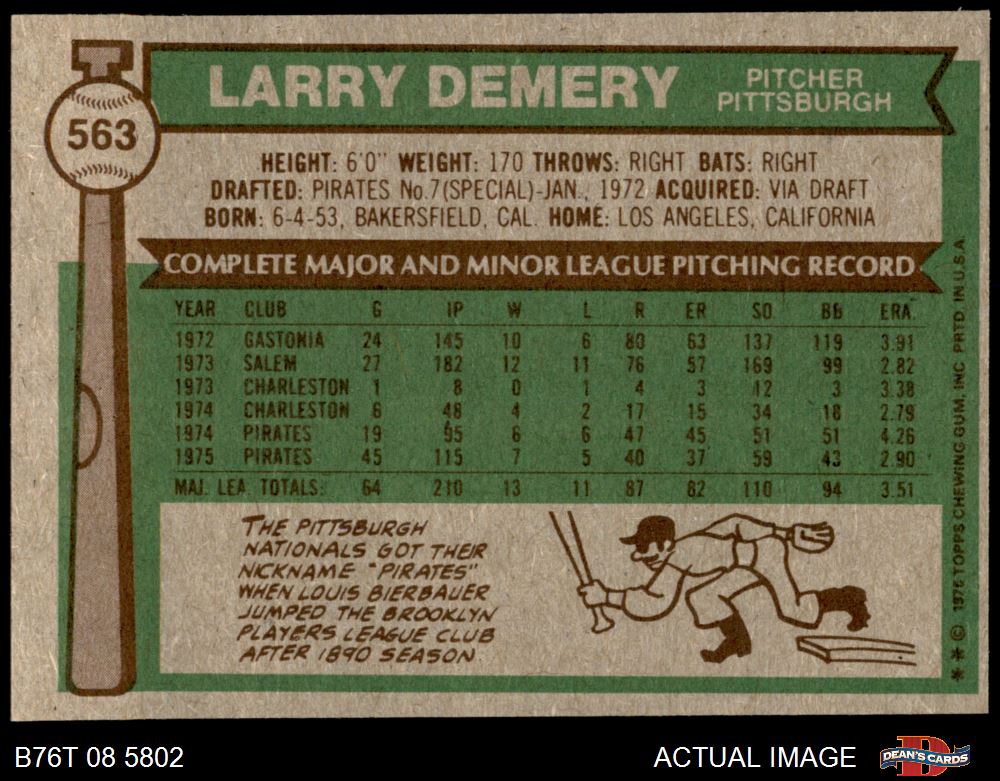 563
LARRY DEMERY
PITCHER
PITTSBURGH
HEIGHT: 6'0" WEIGHT: 170 THROWS: RIGHT BATS: RIGHT
DRAFTED: PIRATES No.7(SPECIAL)-JAN., 1972 ACQUIRED: VIA DRAFT
BORN: 6-4-53, BAKERSFIELD, CAL. HOME: LOS ANGELES, CALIFORNIA
COMPLETE MAJOR AND MINOR LEAGUE PITCHING RECORD
YEAR CLUB G IP W L R ER SO BB ERA
1972 GASTONIA 24 145 10 6 80 63 137 119 3.91
1973 SALEM 27 182 12 11 76 57 169 99 2.82
1973 CHARLESTON 1 8 0 1 4 3 12 3 3.38
1974 CHARLESTON 6 48 4 2 17 15 34 18 2.79
1974 PIRATES 19 95 6 6 47 45 51 51 4.26
1975 PIRATES 45 115 7 5 40 37 59 43 2.90
MAJ. LEA. TOTALS: 64 210 13 11 87 82 110 94 3.51
THE PITTSBURGH
NATIONALS GOT THEIR
NICKNAME "PIRATES"
WHEN LOUIS BIERBAUER
JUMPED THE BROOKLYN
PLAYERS LEAGUE CLUB
AFTER 1890 SEASON.
* * © 1976 TOPPS CHEWING GUM, INC. PRTD. IN U.S.A.
B76T 08 5802
ACTUAL IMAGE
DEAN'S CARDS